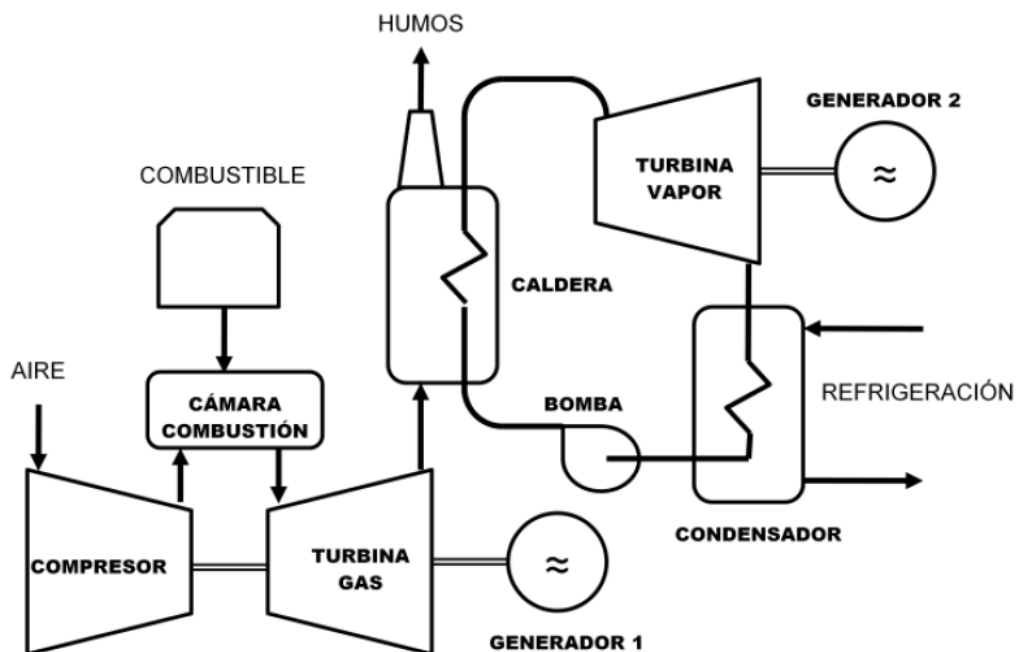 HUMOS
GENERADOR 2
≈
TURBINA
VAPOR
COMBUSTIBLE
CALDERA
AIRE
CÁMARA
COMBUSTIÓN
BOMBA
REFRIGERACIÓN
CONDENSADOR
COMPRESOR
TURBINA
GAS
≈
GENERADOR 1